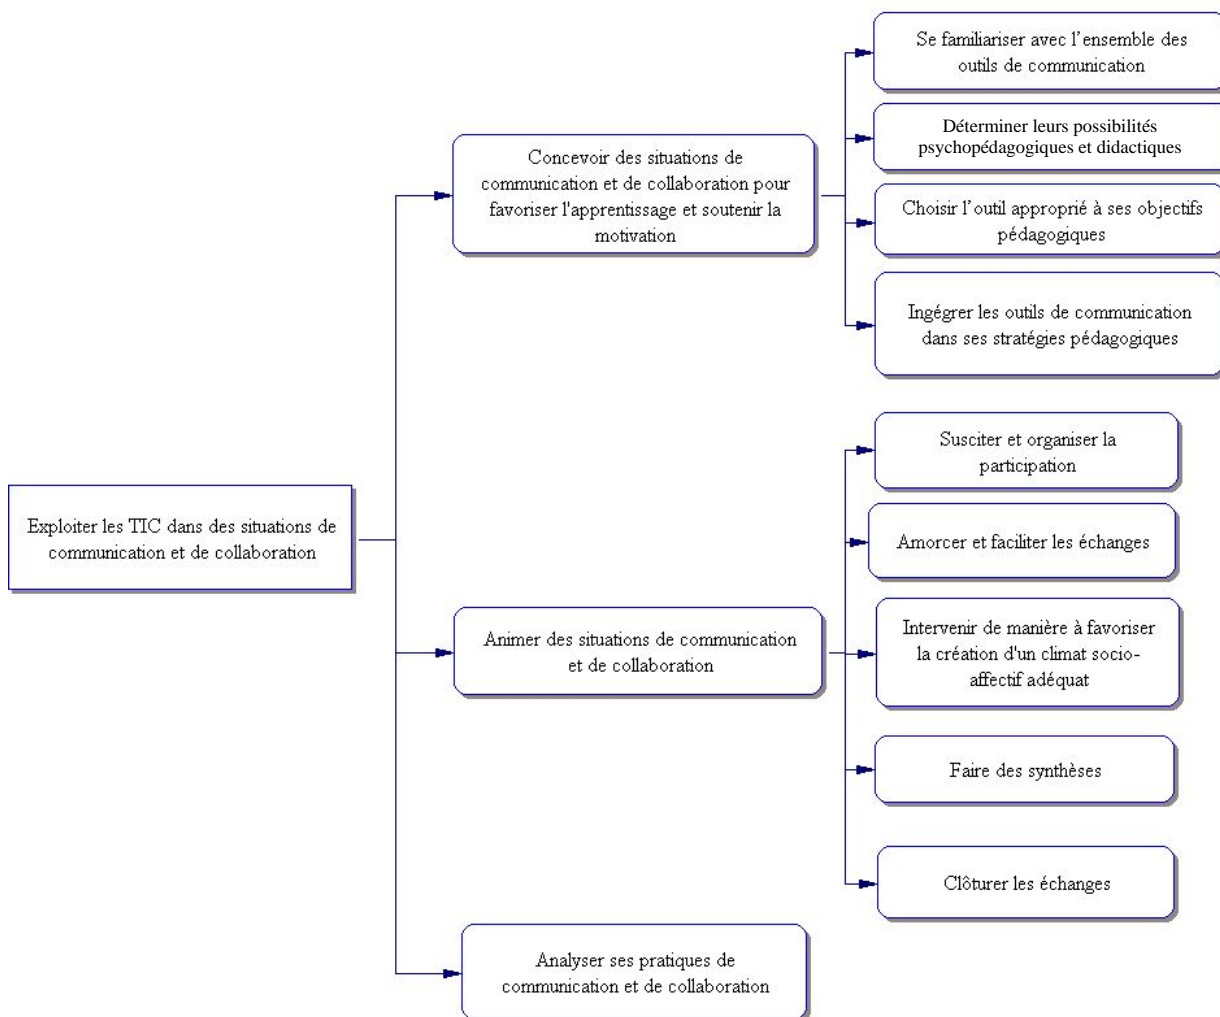 Se familiariser avec l'ensemble des
outils de communication
Déterminer leurs possibilités
psychopédagogiques et didactiques
Concevoir des situations de
communication et de collaboration pour
favoriser l'apprentissage et soutenir la
motivation
Choisir l'outil approprié à ses objectifs
pédagogiques
Ingégrer les outils de communication
dans ses stratégies pédagogiques
Susciter et organiser la
participation
Exploiter les TIC dans des situations de
communication et de collaboration
Amorcer et faciliter les échanges
Animer des situations de communication
et de collaboration
Intervenir de manière à favoriser
la création d'un climat socio-
affectif adéquat
Faire des synthèses
Clôturer les échanges
Analyser ses pratiques de
communication et de collaboration